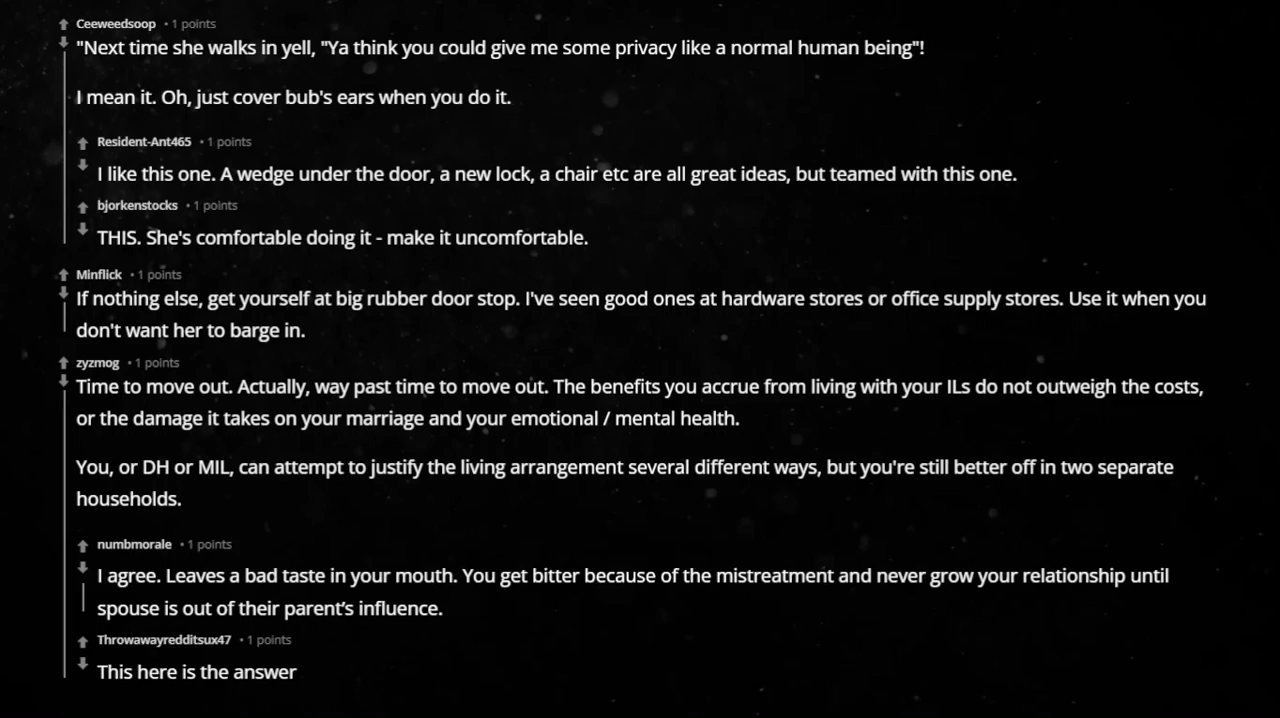 Ceeweedsoop • 1 points
"Next time she walks in yell, "Ya think you could give me some privacy like a normal human being"!
I mean it. Oh, just cover bub's ears when you do it.
Resident-Ant465 • 1 points
I like this one. A wedge under the door, a new lock, a chair etc are all great ideas, but teamed with this one.
bjorkenstocks • 1 points
THIS. She's comfortable doing it - make it uncomfortable.
Minflick • 1 points
If nothing else, get yourself at big rubber door stop. I've seen good ones at hardware stores or office supply stores. Use it when you
don't want her to barge in.
zyzmog • 1 points
Time to move out. Actually, way past time to move out. The benefits you accrue from living with your ILs do not outweigh the costs,
or the damage it takes on your marriage and your emotional / mental health.
You, or DH or MIL, can attempt to justify the living arrangement several different ways, but you're still better off in two separate
households.
numbmorale • 1 points
I agree. Leaves a bad taste in your mouth. You get bitter because of the mistreatment and never grow your relationship until
spouse is out of their parent's influence.
Throwawayredditsux47 • 1 points
This here is the answer